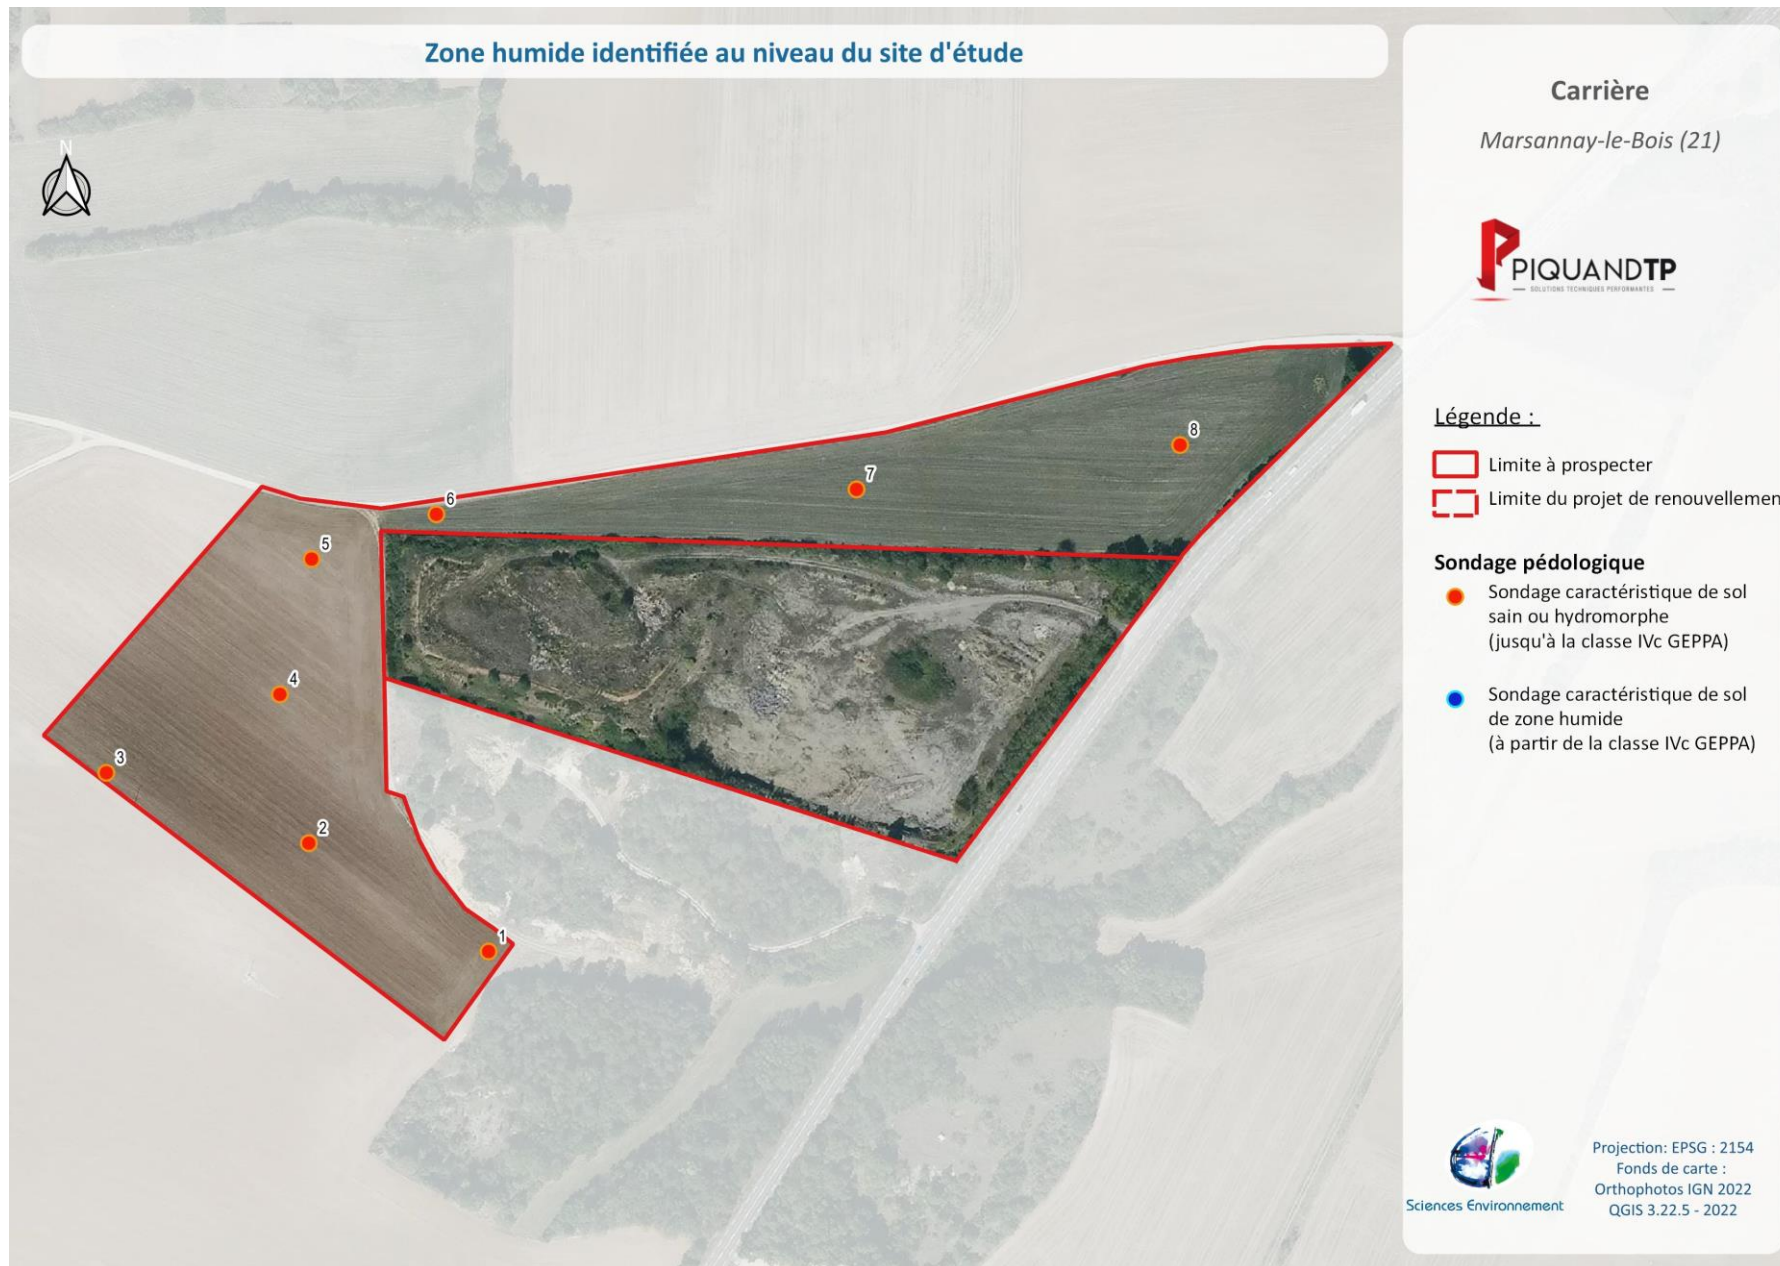 Zone humide identifiée au niveau du site d'étude
Carrière
Marsannay-le-Bois (21)
N
PIQUANDTP
SOLUTIONS TECHNIQUES PERFORMANTES
Légende :
Limite à prospecter
Limite du projet de renouvellemen
Sondage pédologique
Sondage caractéristique de sol
sain ou hydromorphe
(jusqu'à la classe IVc GEPPA)
Sondage caractéristique de sol
de zone humide
(à partir de la classe IVc GEPPA)
8
7
6
5
4
3
2
1
Sciences Environnement
Projection: EPSG : 2154
Fonds de carte :
Orthophotos IGN 2022
QGIS 3.22.5 - 2022